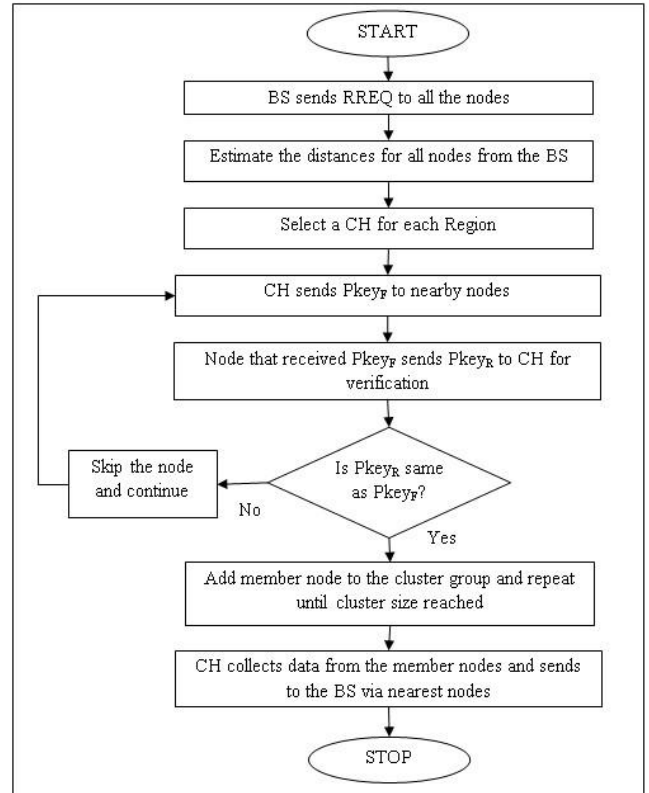 START
BS sends RREQ to all the nodes
Estimate the distances for all nodes from the BS
Select a CH for each Region
CH sends PkeyF to nearby nodes
Node that received PkeyF sends PkeyR to CH for
verification
Is PkeyR same
as PkeyF?
Skip the node
and continue
No
Yes
Add member node to the cluster group and repeat
until cluster size reached
CH collects data from the member nodes and sends
to the BS via nearest nodes
STOP